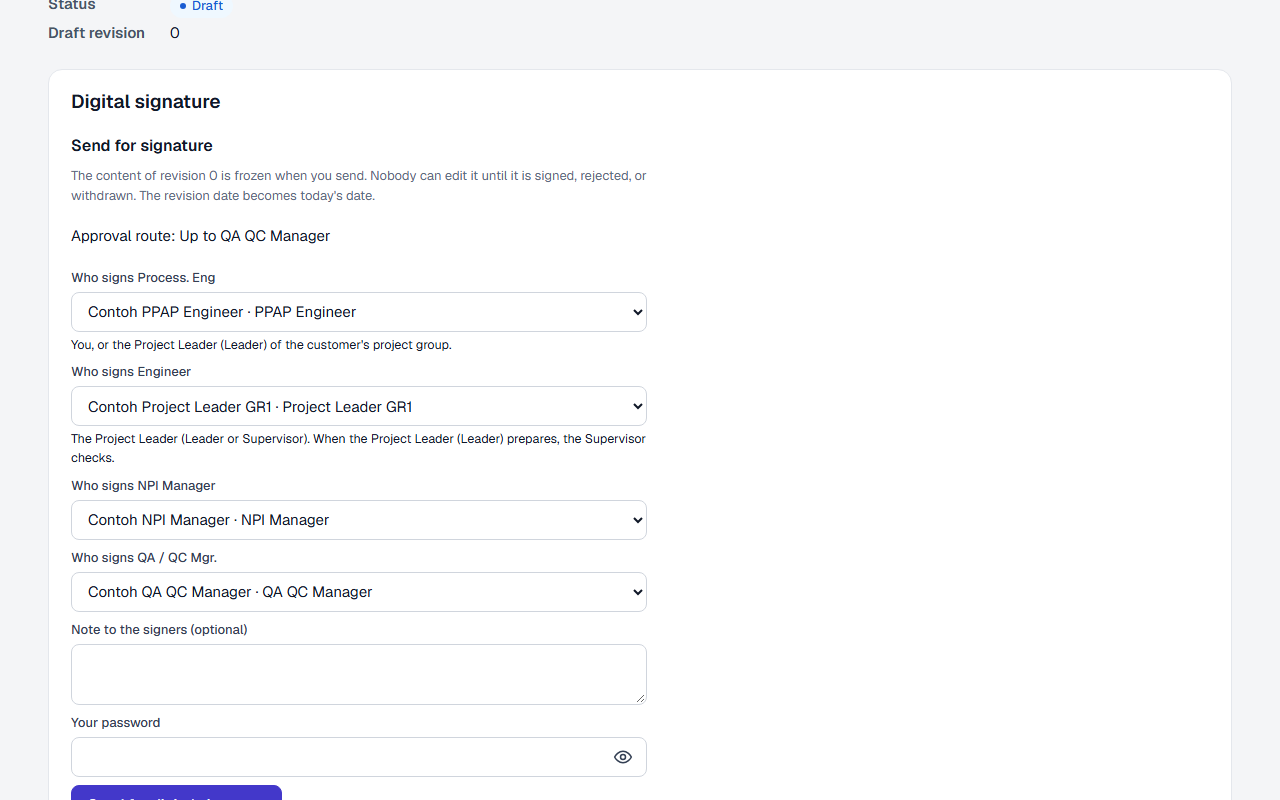 Status
Draft
Draft revision 0
Digital signature
Send for signature
The content of revision 0 is frozen when you send. Nobody can edit it until it is signed, rejected, or
withdrawn. The revision date becomes today's date.
Approval route: Up to QA QC Manager
Who signs Process. Eng
Contoh PPAP Engineer · PPAP Engineer
You, or the Project Leader (Leader) of the customer's project group.
Who signs Engineer
Contoh Project Leader GR1 · Project Leader GR1
The Project Leader (Leader or Supervisor). When the Project Leader (Leader) prepares, the Supervisor
checks.
Who signs NPI Manager
Contoh NPI Manager · NPI Manager
Who signs QA / QC Mgr.
Contoh QA QC Manager · QA QC Manager
Note to the signers (optional)
Your password